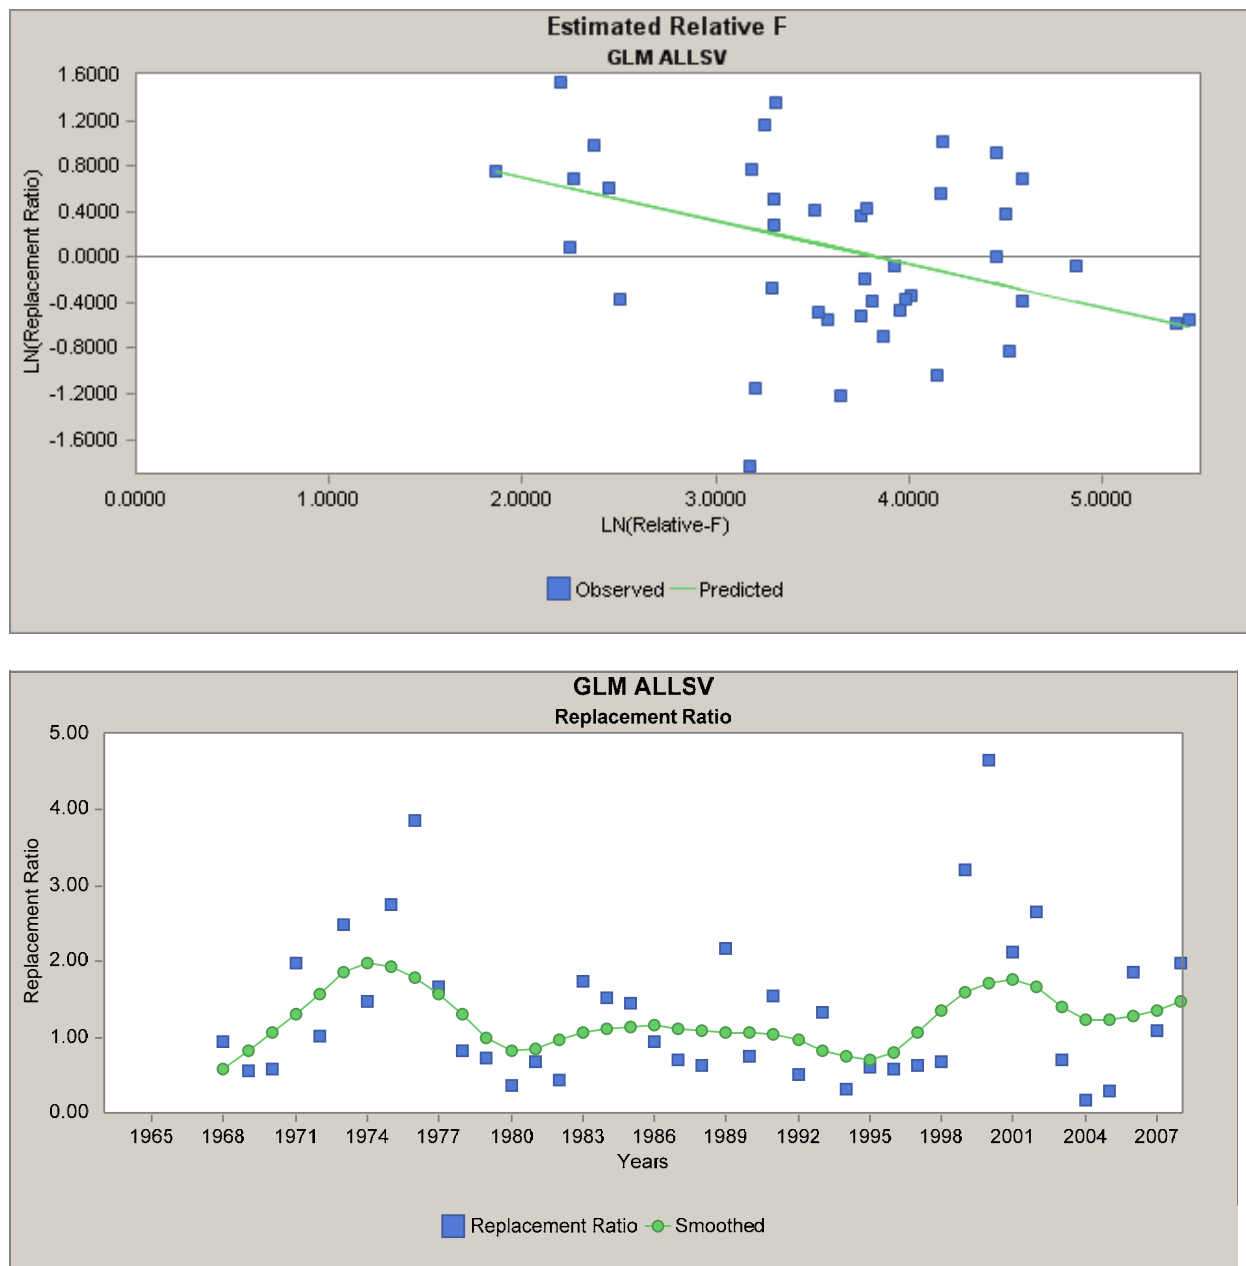 Estimated Relative F
GLM ALLSV
1.6000
1.2000
0.8000
0.4000
0.0000
-0.4000
-0.8000
-1.2000
-1.6000
LN(Replacement Ratio)
0.0000 1.0000 2.0000 3.0000 4.0000 5.0000
LN(Relative-F)
Observed Predicted
GLM ALLSV
Replacement Ratio
5.00
4.00
3.00
2.00
1.00
0.00
Replacement Ratio
1965 1968 1971 1974 1977 1980 1983 1986 1989 1992 1995 1998 2001 2004 2007
Years
Replacement Ratio Smoothed